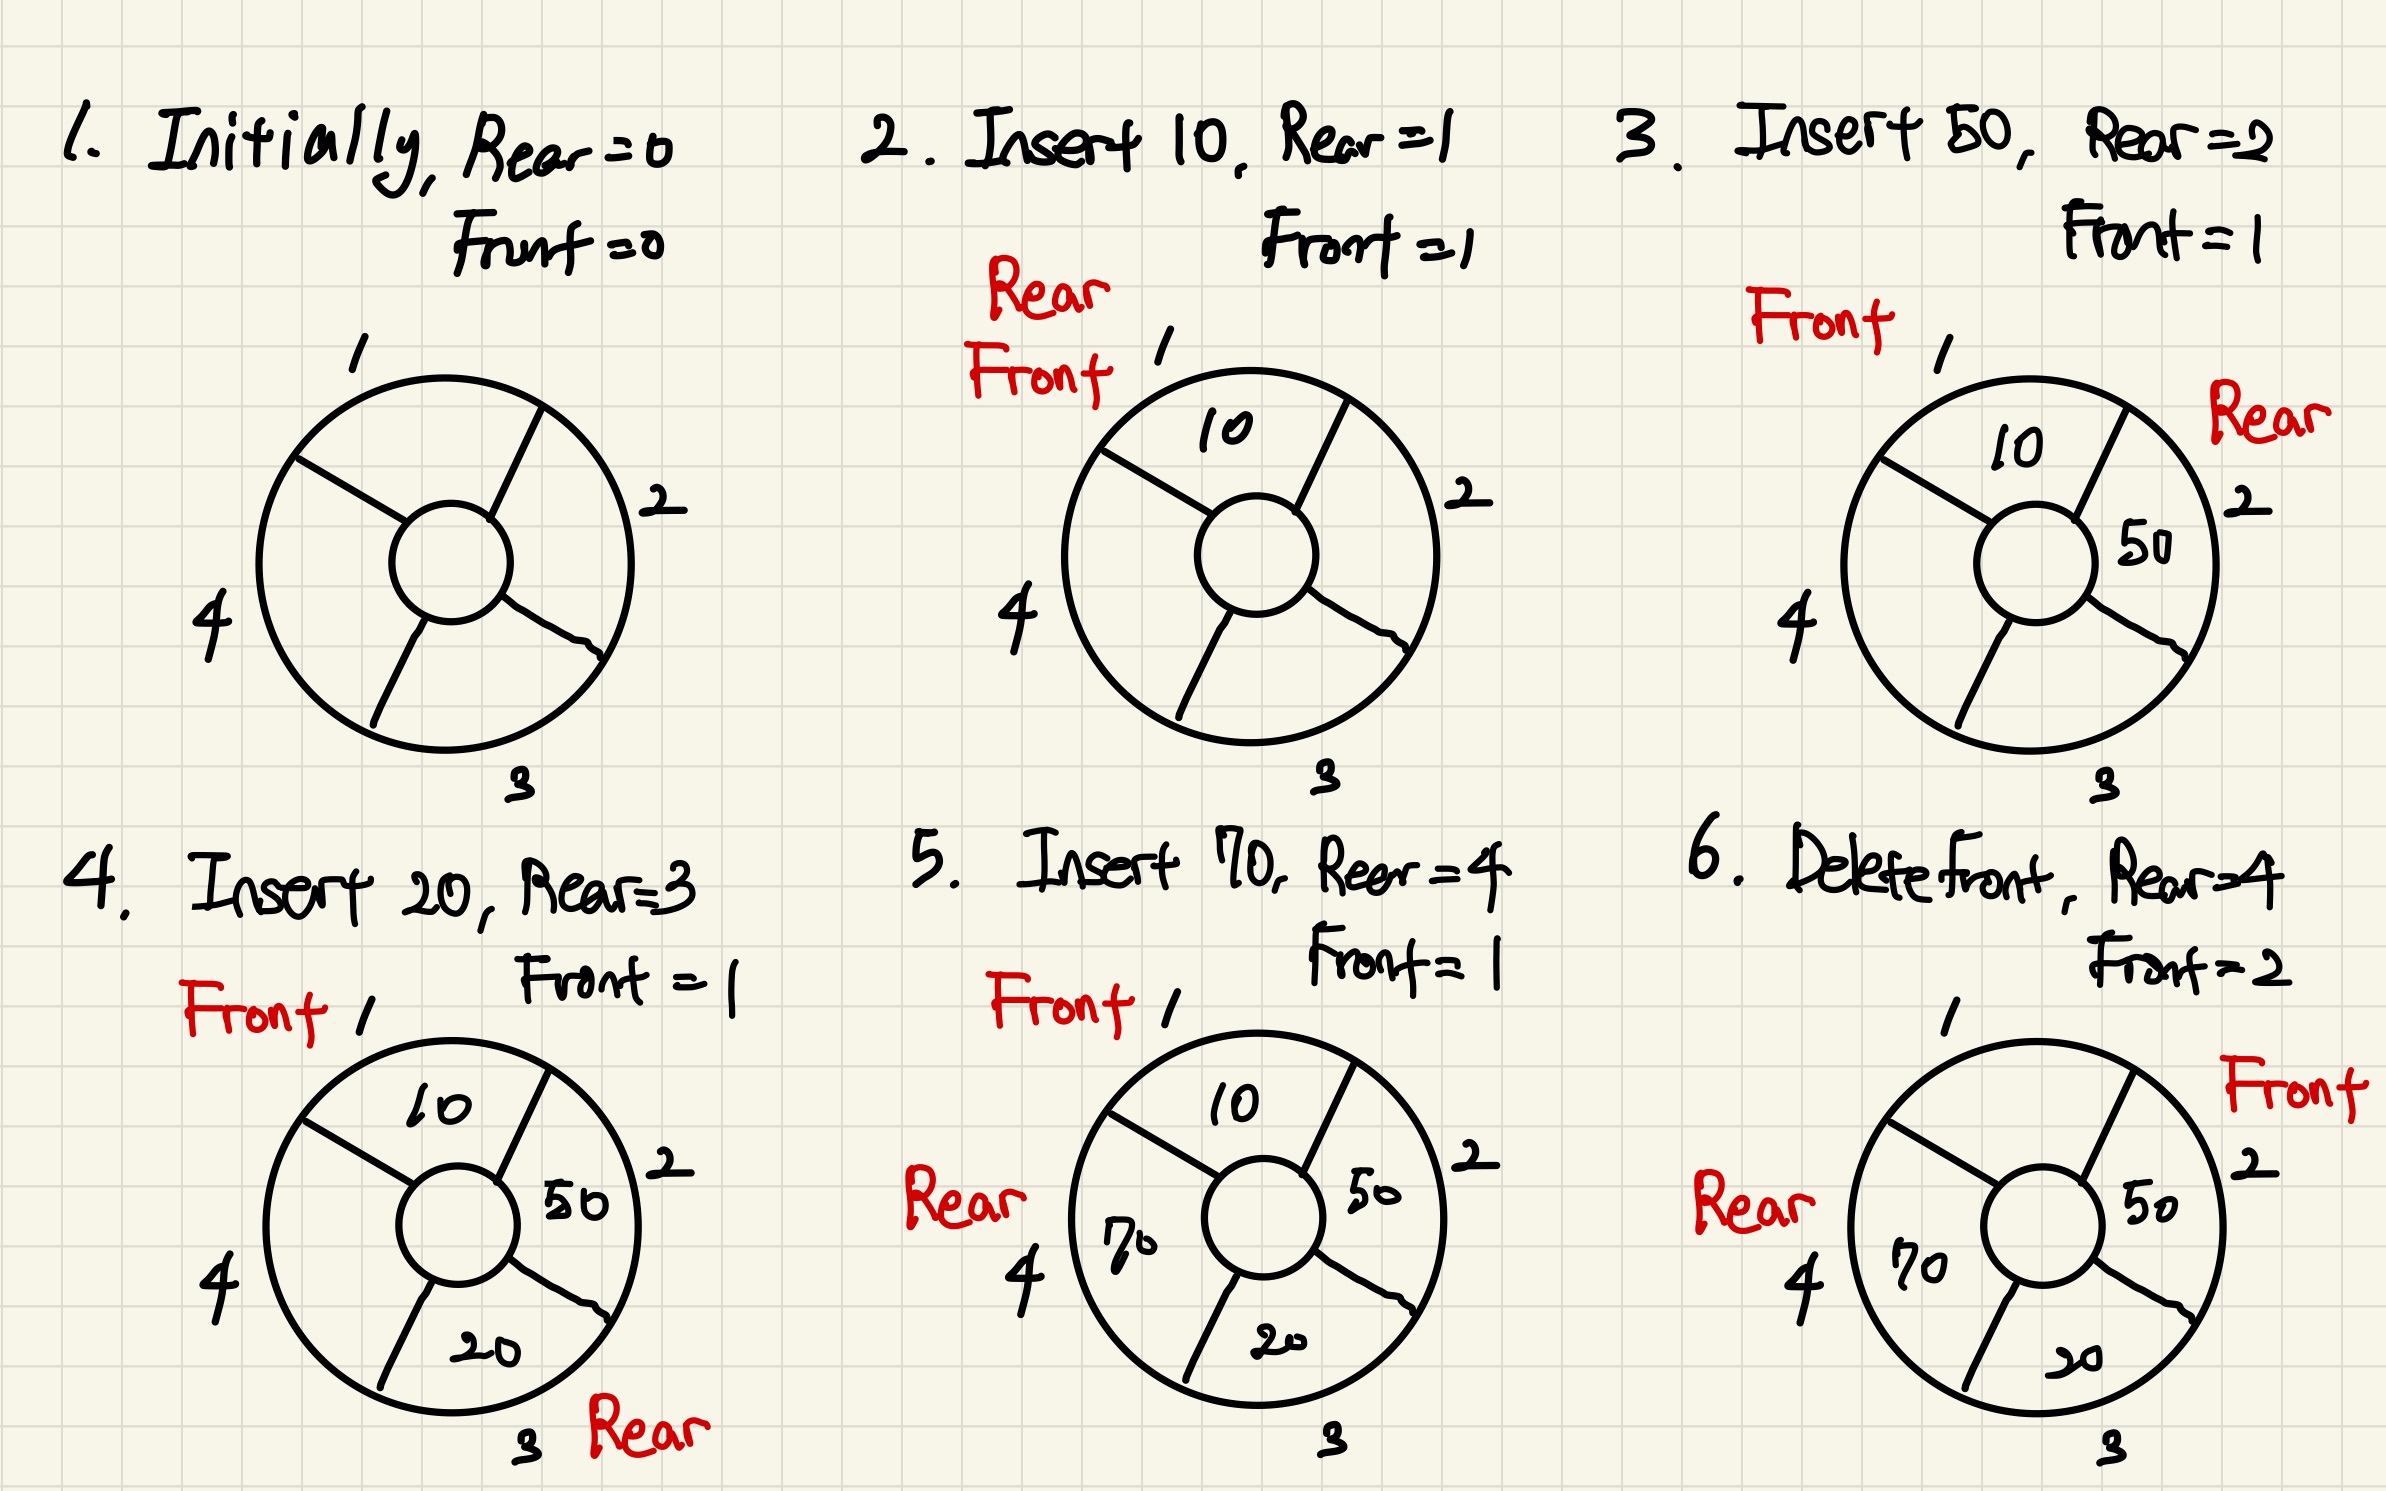 1. Initially, Rear=0
Front=0
1
2
4
3
2. Insert 10, Rear=1
Front=1
Rear
Front
1
10
2
4
3
3. Insert 50, Rear=2
Front=1
Front
1
Rear
10
2
50
4
3
4. Insert 20, Rear=3
Front=1
Front
1
10
2
50
4
20
3
Rear
5. Insert 70, Rear=4
Front=1
Front
1
10
2
50
Rear
70
4
20
3
6. Delete front, Rear=4
Front=2
1
Front
2
50
Rear
70
4
20
3